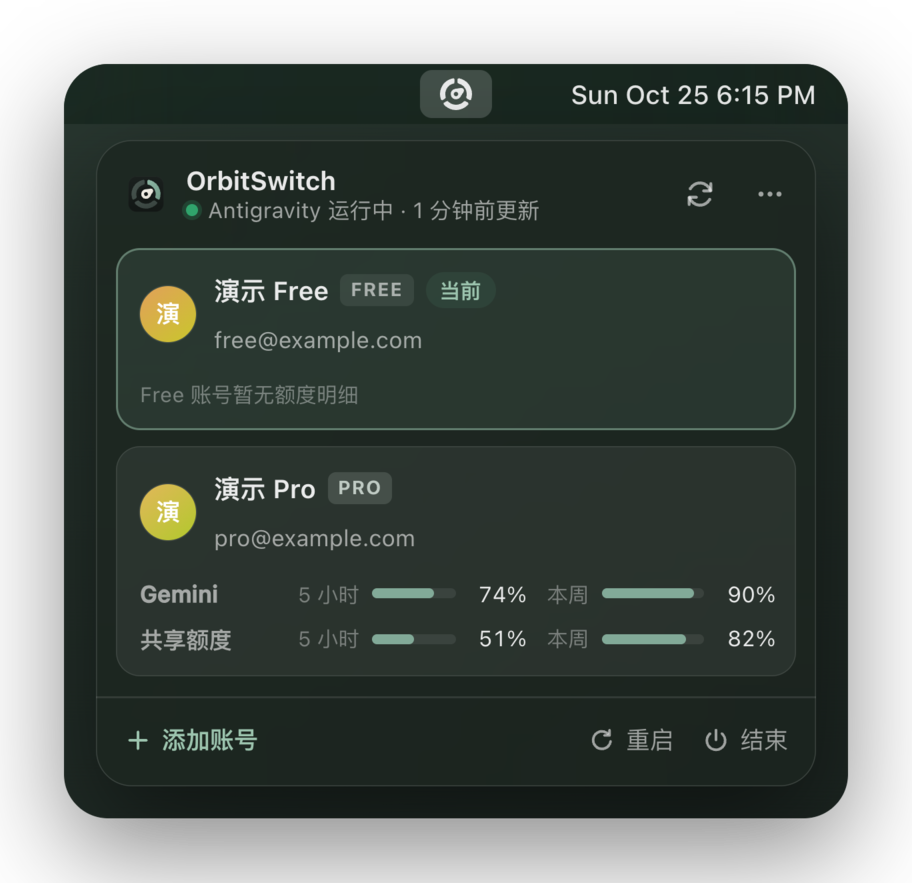 Sun Oct 25 6:15 PM
OrbitSwitch
Antigravity 运行中 · 1 分钟前更新
演
演示 Free FREE 当前
free@example.com
Free 账号暂无额度明细
演
演示 Pro PRO
pro@example.com
Gemini 5 小时 74% 本周 90%
共享额度 5 小时 51% 本周 82%
+ 添加账号 重启 结束